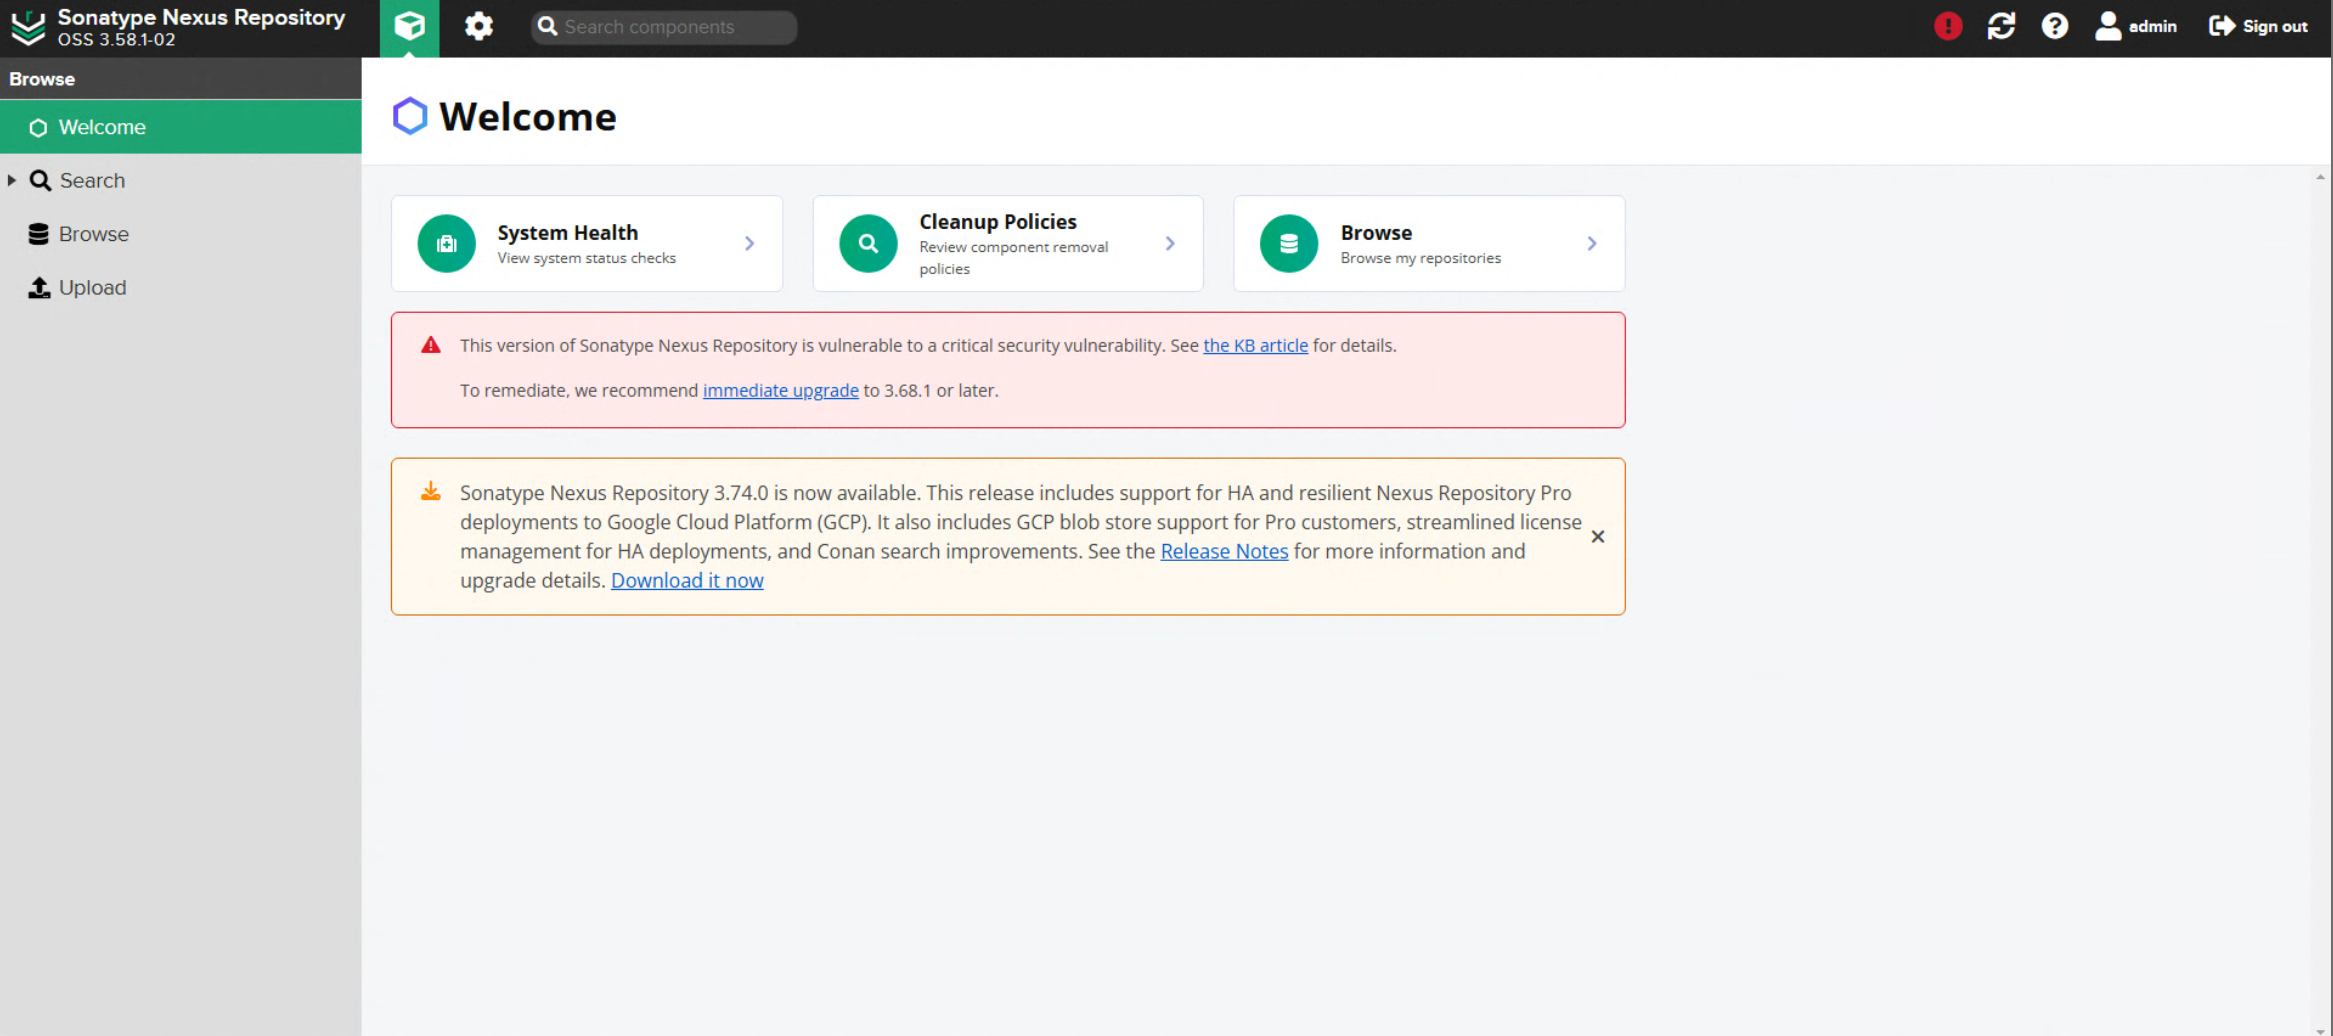 Sonatype Nexus Repository
OSS 3.58.1-02
Search components
admin
Sign out
Browse
Welcome
Search
Browse
Upload
Welcome
System Health
View system status checks
Cleanup Policies
Review component removal
policies
Browse
Browse my repositories
This version of Sonatype Nexus Repository is vulnerable to a critical security vulnerability. See the KB article for details.
To remediate, we recommend immediate upgrade to 3.68.1 or later.
Sonatype Nexus Repository 3.74.0 is now available. This release includes support for HA and resilient Nexus Repository Pro
deployments to Google Cloud Platform (GCP). It also includes GCP blob store support for Pro customers, streamlined license
management for HA deployments, and Conan search improvements. See the Release Notes for more information and
upgrade details. Download it now